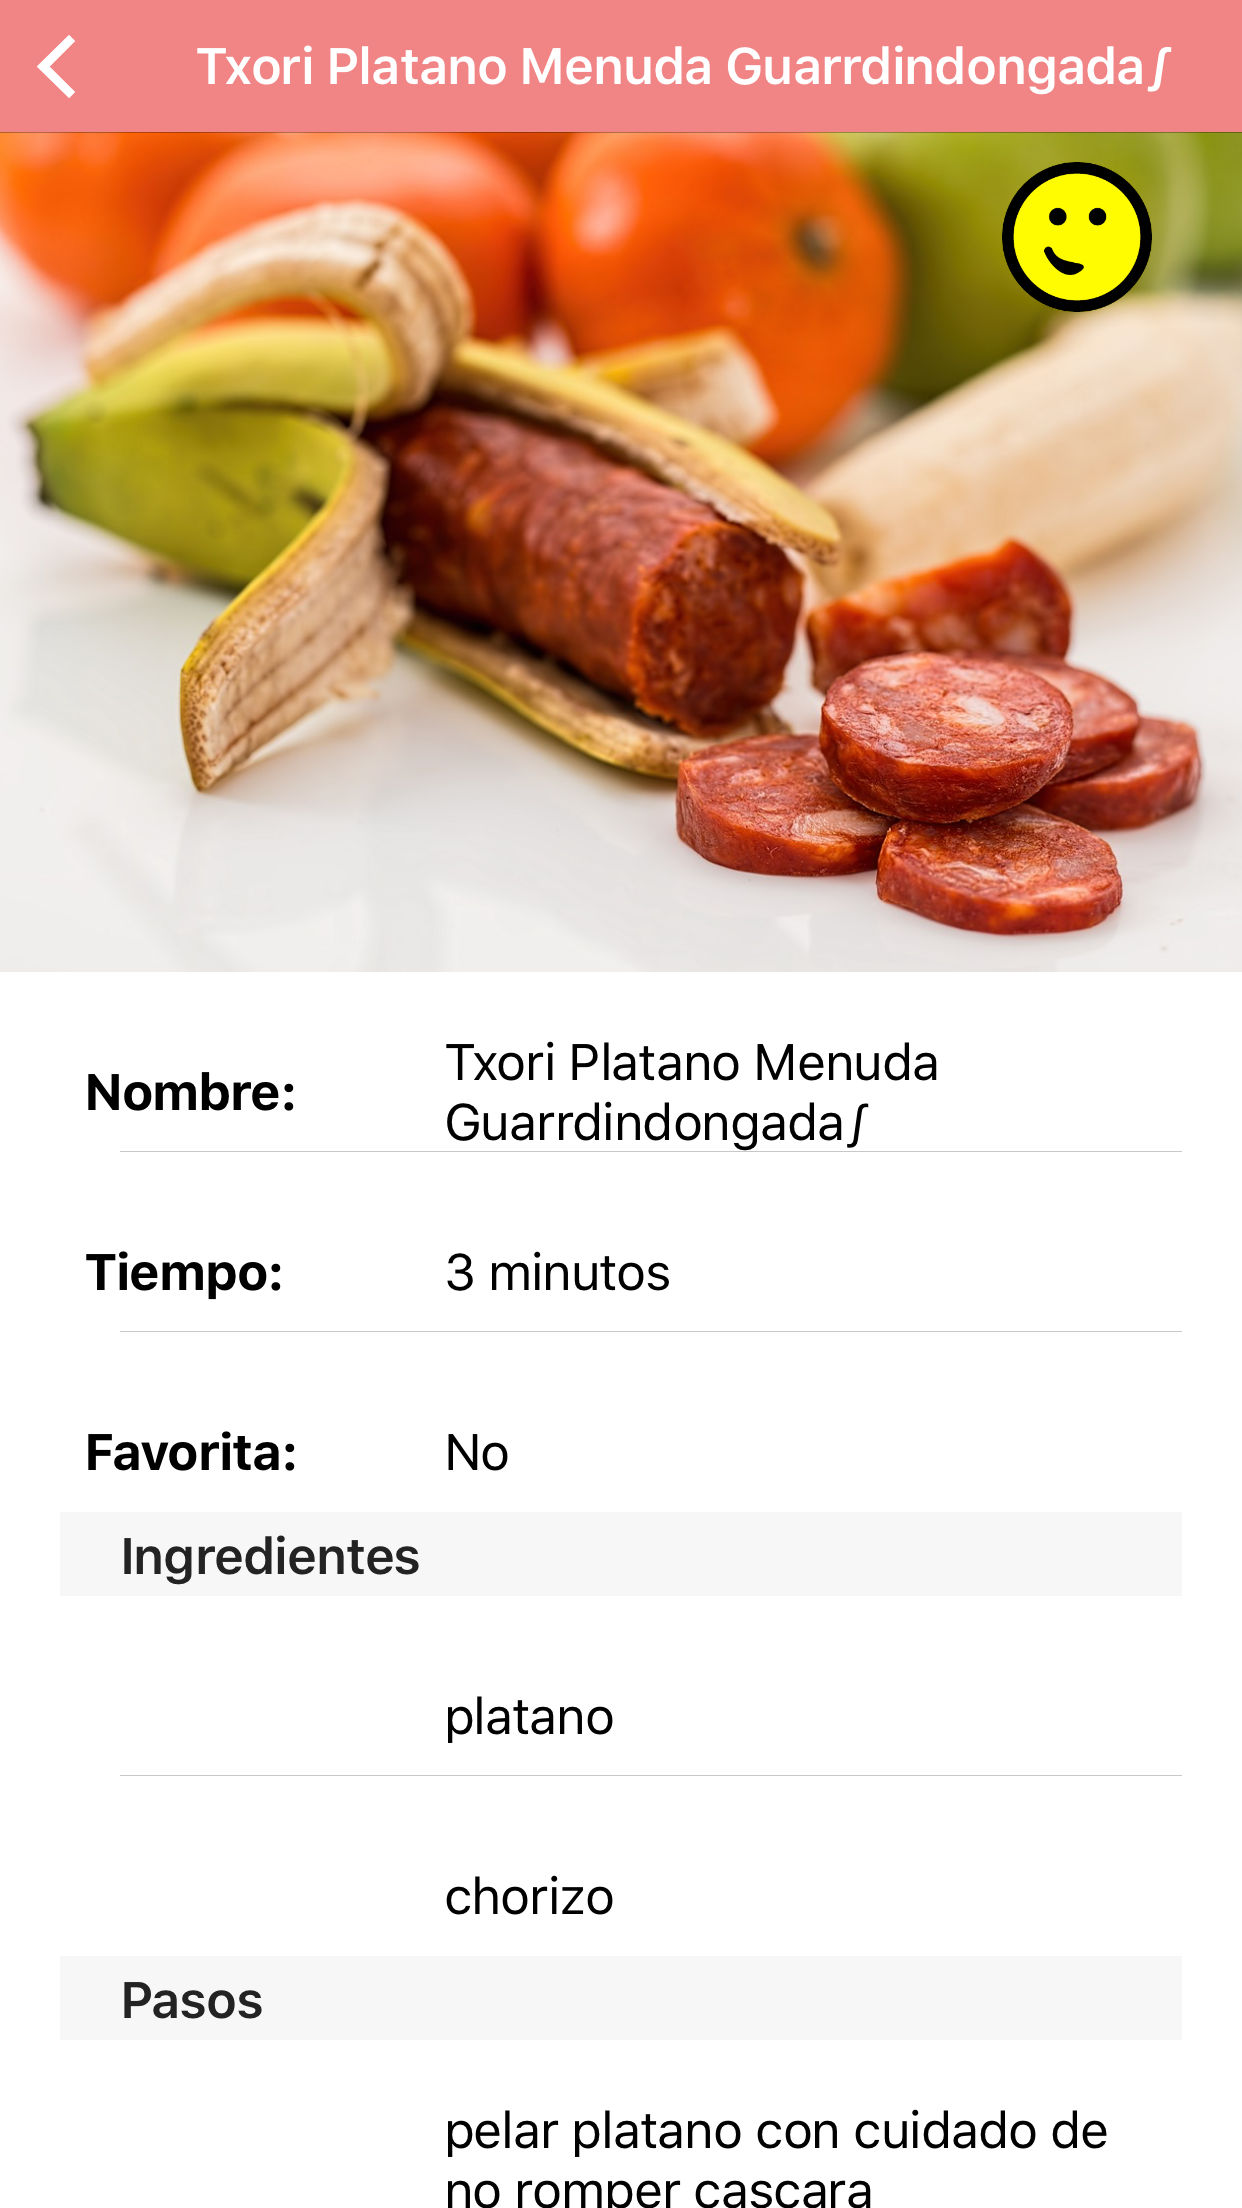 Txori Platano Menuda Guarrdindongada∫
Nombre:
Txori Platano Menuda
Guarrdindongada∫
Tiempo:
3 minutos
Favorita:
No
Ingredientes
platano
chorizo
Pasos
pelar platano con cuidado de
no romper cascara